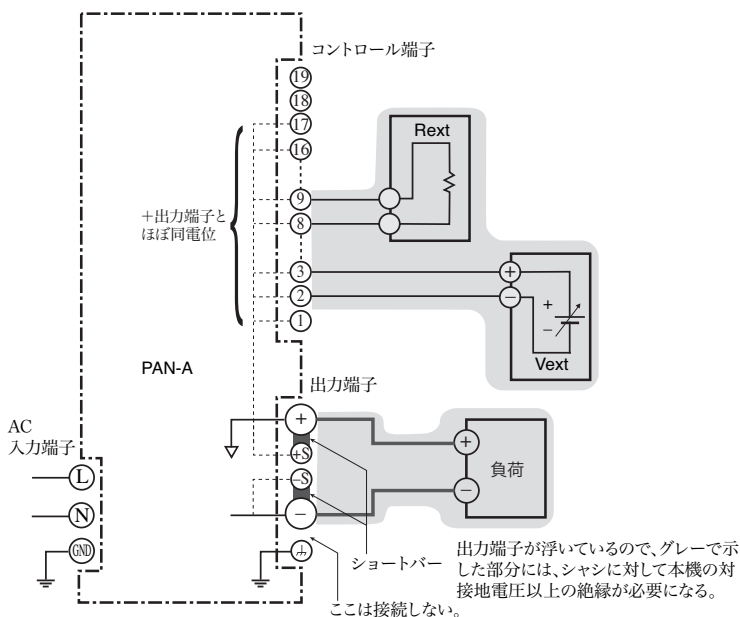 コントロール端子
19
18
17
16
Rext
9
8
+出力端子と
ほぼ同電位
3
2
1
+
−
+
−
Vext
PAN-A
出力端子
AC
入力端子
+
+S
−S
−
+
−
負荷
L
N
GND
ショートバー
出力端子が浮いているので、グレーで示
した部分には、シャシに対して本機の対
接地電圧以上の絶縁が必要になる。
ここは接続しない。